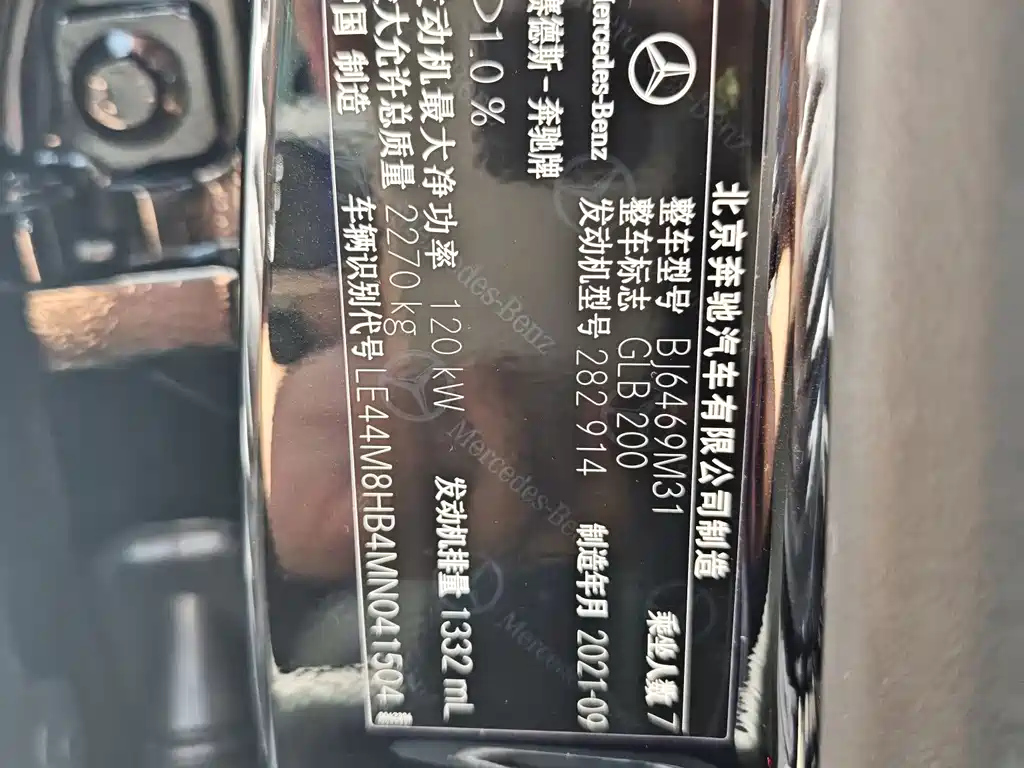 北京奔驰汽车有限公司制造
Mercedes-Benz
整车型号 BJ6469M31
乘坐人数 7
整车标志 GLB 200
梅赛德斯-奔驰牌
发动机型号 282 914
制造年月 2021-09
1.0%
发动机最大净功率 120 kW
发动机排量 1332 mL
最大允许总质量 2270 kg
中国 制造
车辆识别代号 LE44M8HB4MN041504